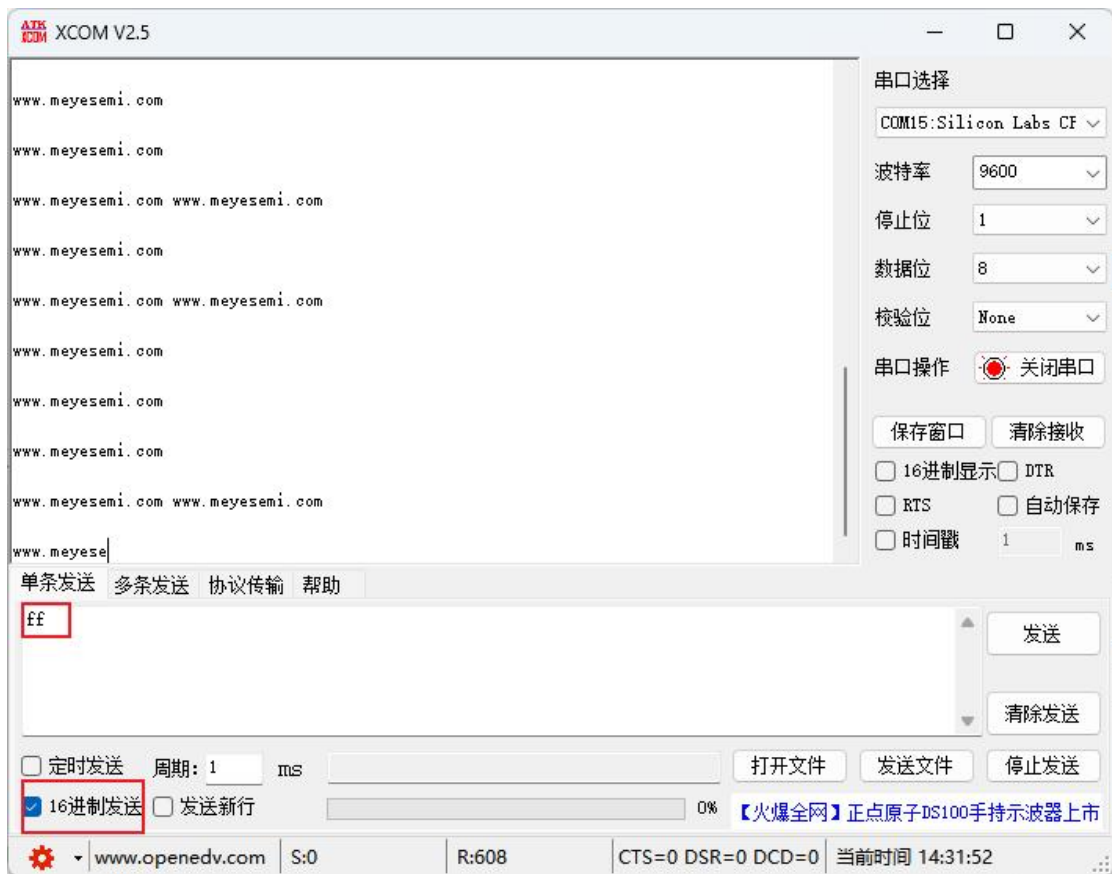 ATK XCOM XCOM V2.5
www.meyesemi.com
www.meyesemi.com
www.meyesemi.com www.meyesemi.com
www.meyesemi.com
www.meyesemi.com www.meyesemi.com
www.meyesemi.com
www.meyesemi.com
www.meyesemi.com
www.meyesemi.com www.meyesemi.com
www.meyese
串口选择
COM15:Silicon Labs CP
波特率 9600
停止位 1
数据位 8
校验位 None
串口操作 关闭串口
保存窗口 清除接收
16进制显示 DTR
RTS 自动保存
时间戳 1 ms
单条发送 多条发送 协议传输 帮助
ff
发送
清除发送
定时发送 周期: 1 ms 打开文件 发送文件 停止发送
16进制发送 发送新行 0% 【火爆全网】正点原子DS100手持示波器上市
www.openedv.com S:0 R:608 CTS=0 DSR=0 DCD=0 当前时间 14:31:52